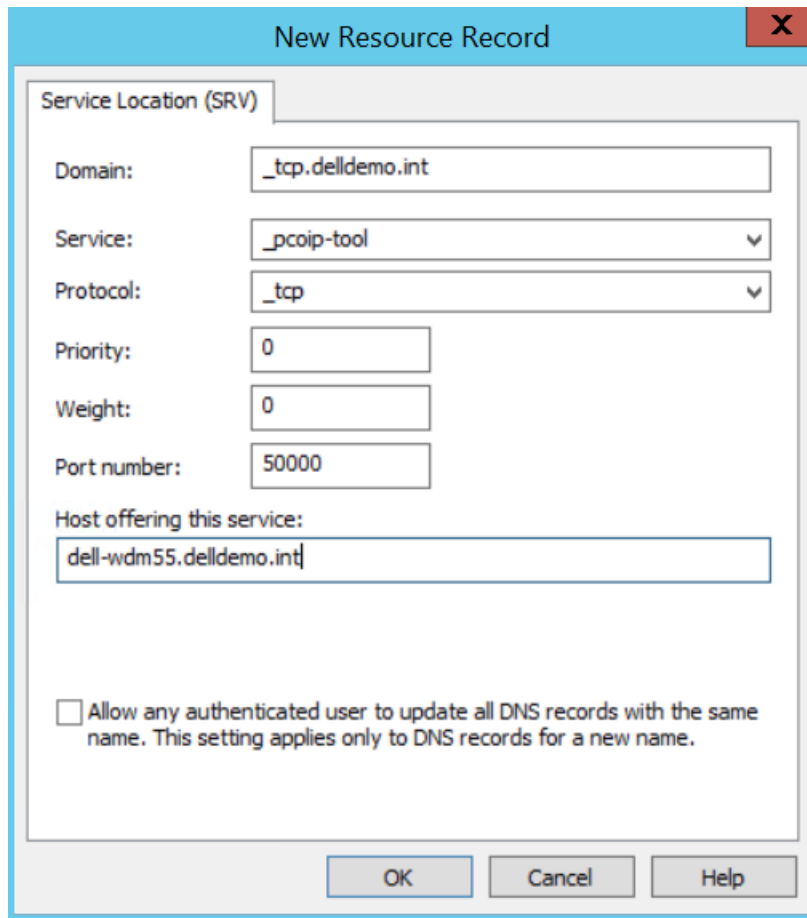 New Resource Record
X
Service Location (SRV)
Domain: _tcp.delldemo.int
Service: _pcoip-tool
Protocol: _tcp
Priority: 0
Weight: 0
Port number: 50000
Host offering this service:
dell-wdm55.delldemo.int
Allow any authenticated user to update all DNS records with the same
name. This setting applies only to DNS records for a new name.
OK Cancel Help